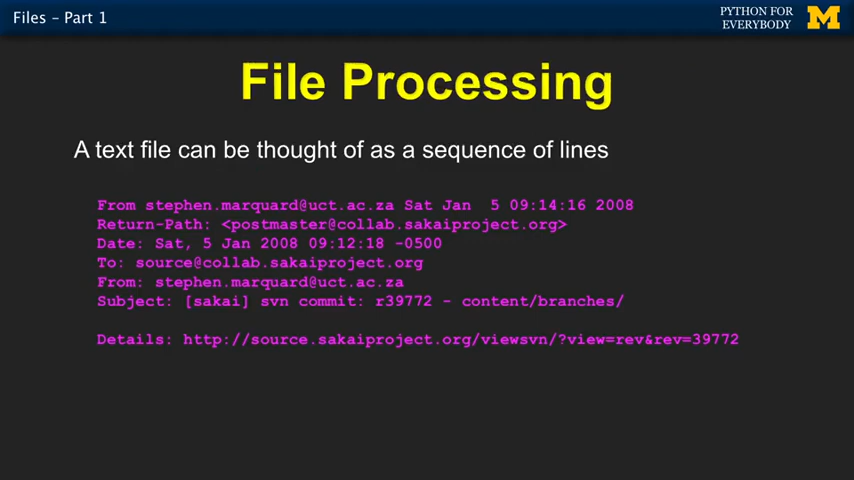 Files – Part 1
PYTHON FOR
EVERYBODY
M
File Processing
A text file can be thought of as a sequence of lines
From stephen.marquard@uct.ac.za Sat Jan  5 09:14:16 2008
Return-Path: <postmaster@collab.sakaiproject.org>
Date: Sat, 5 Jan 2008 09:12:18 -0500
To: source@collab.sakaiproject.org
From: stephen.marquard@uct.ac.za
Subject: [sakai] svn commit: r39772 - content/branches/
Details: http://source.sakaiproject.org/viewsvn/?view=rev&rev=39772